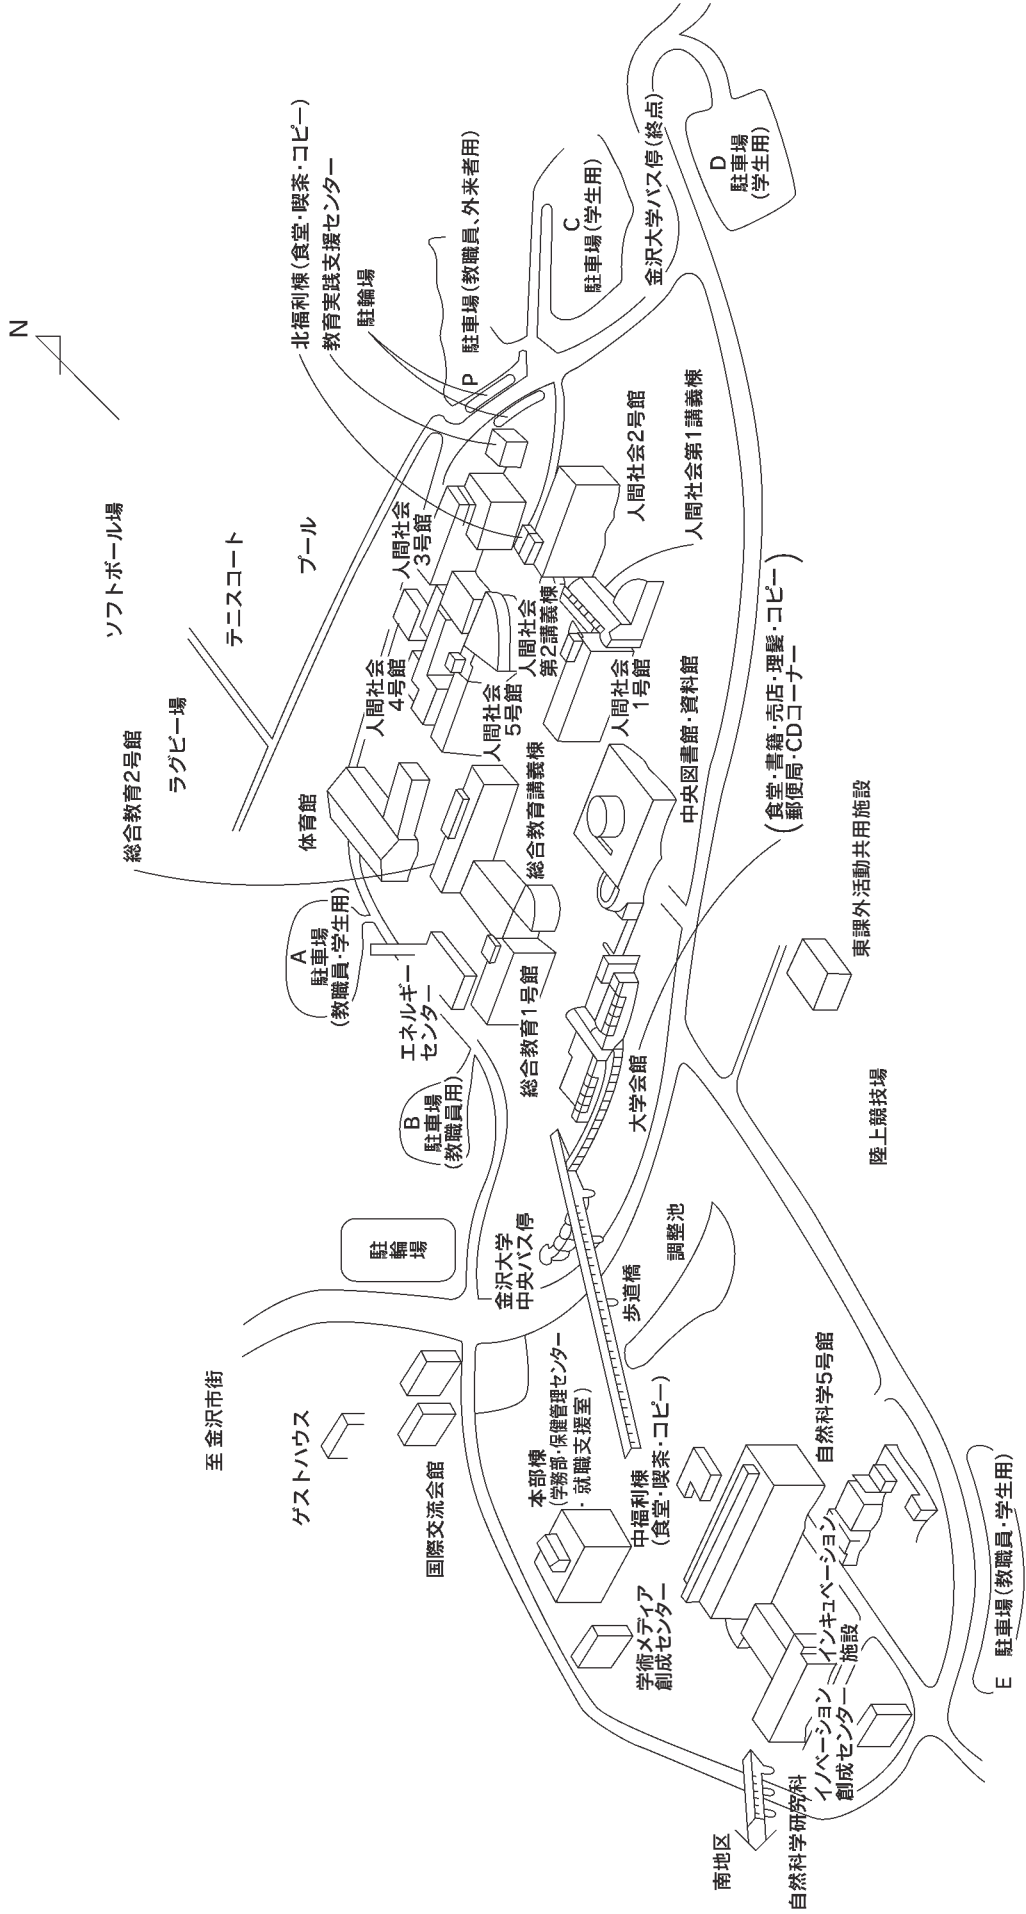 N
ソフトボール場
テニスコート
プール
ラグビー場
総合教育2号館
体育館
北福利棟(食堂・喫茶・コピー)
教育実践支援センター
駐輪場
P 駐車場(教職員、外来者用)
C
駐車場(学生用)
金沢大学バス停(終点)
D
駐車場
(学生用)
人間社会
3号館
人間社会
4号館
人間社会
5号館
人間社会
第2講義棟
人間社会2号館
人間社会第1講義棟
人間社会
1号館
中央図書館・資料館
(食堂・書籍・売店・理髪・コピー
郵便局・CDコーナー)
総合教育講義棟
総合教育1号館
A
駐車場
(教職員・学生用)
エネルギー
センター
B
駐車場
(教職員用)
大学会館
東課外活動共用施設
陸上競技場
駐
輪
場
金沢大学
中央バス停
歩道橋
調整池
至 金沢市街
ゲストハウス
国際交流会館
本部棟
(学務部・保健管理センター
・就職支援室)
中福利棟
(食堂・喫茶・コピー)
学術メディア
創成センター
自然科学5号館
インキュベーション
施設
イノベーション
創成センター
自然科学研究科
南地区
E 駐車場(教職員・学生用)